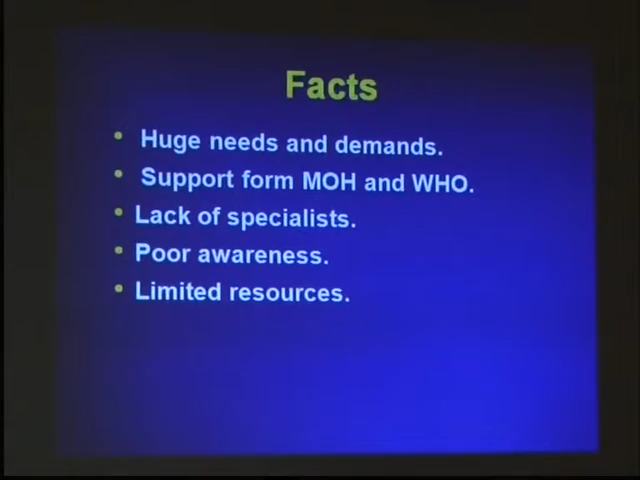 Facts
• Huge needs and demands.
• Support form MOH and WHO.
• Lack of specialists.
• Poor awareness.
• Limited resources.